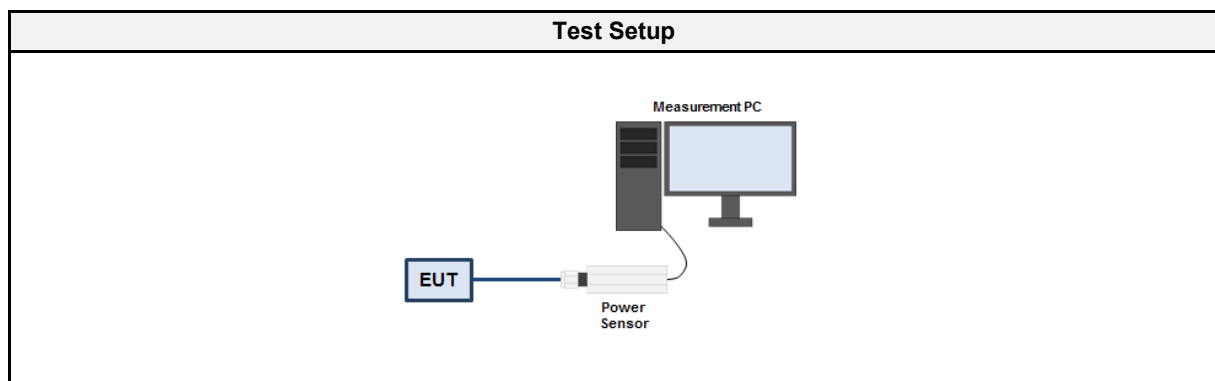 Test Setup
Measurement PC
EUT
Power
Sensor